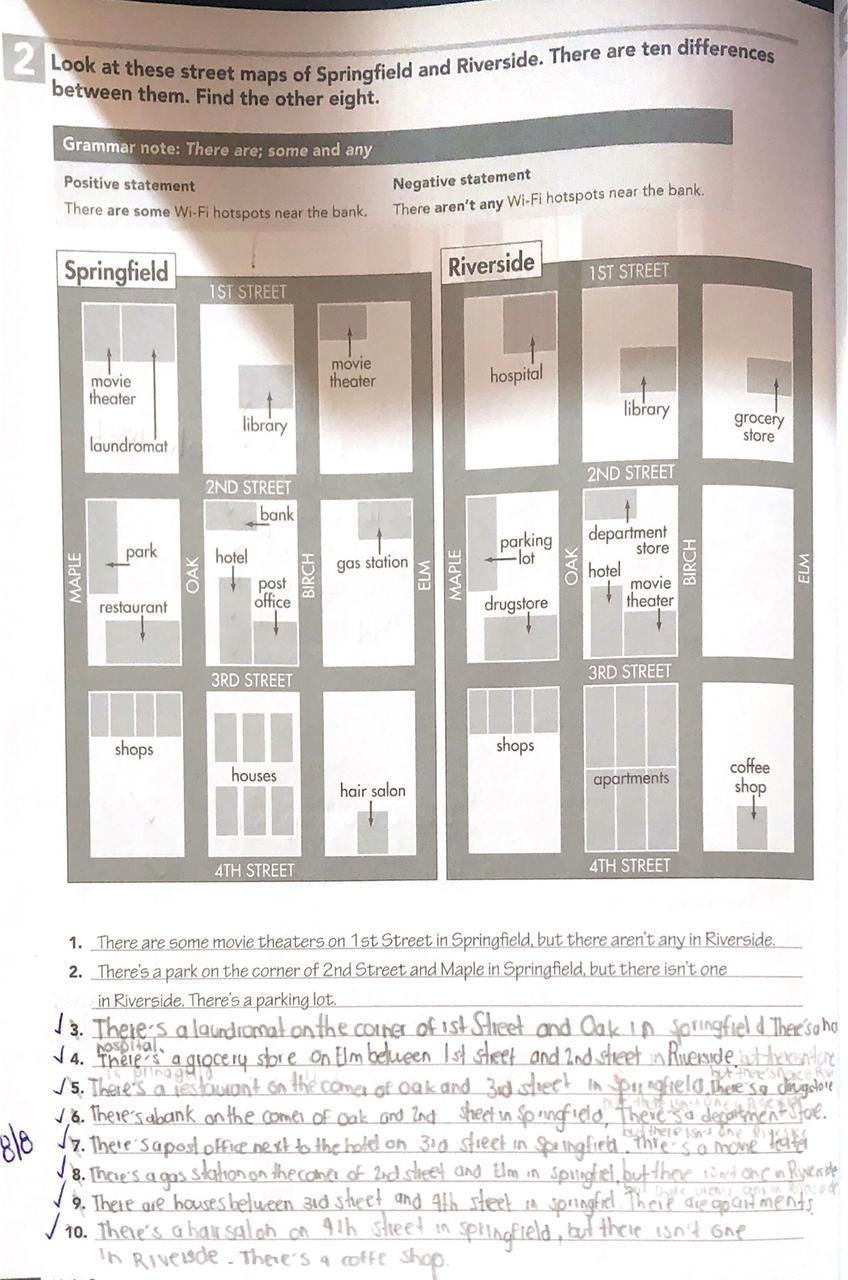 2 Look at these street maps of Springfield and Riverside. There are ten differences
between them. Find the other eight.
Grammar note: There are; some and any
Positive statement
There are some Wi-Fi hotspots near the bank.
Negative statement
There aren't any Wi-Fi hotspots near the bank.
Springfield
1ST STREET
movie
theater
laundromat
library
movie
theater
2ND STREET
MAPLE
park
restaurant
OAK
bank
hotel
post
office
BIRCH
gas station
ELM
3RD STREET
shops
houses
hair salon
4TH STREET
Riverside
1ST STREET
hospital
library
grocery
store
2ND STREET
MAPLE
parking
lot
drugstore
OAK
department
store
hotel
movie
theater
BIRCH
ELM
3RD STREET
shops
apartments
coffee
shop
4TH STREET
1. There are some movie theaters on 1st Street in Springfield, but there aren't any in Riverside.
2. There's a park on the corner of 2nd Street and Maple in Springfield, but there isn't one
in Riverside. There's a parking lot.
3. There's a laundromat on the corner of 1st Street and Oak in Springfield There's a
hospital.
4. There's a grocery store on Elm between 1st street and 2nd street in Riverside
5. There's a restaurant on the corner of oak and 3rd street in Springfield, There's a drugstore
6. There's a bank on the corner of oak and 2nd sheet in Springfield, There's a department store.
8/8
7. There's a post office next to the hotel on 3rd street in Springfield. a movie
8. There's a gas station on the corner of 2nd street and Elm in but there isn't one in Riverside
9. There are houses between 3rd street and 4th steet in springfiel There are apartments
10. There's a hair salon on 4th street in springfield, but there isn't one
in Riverside. There's a coffe shop.